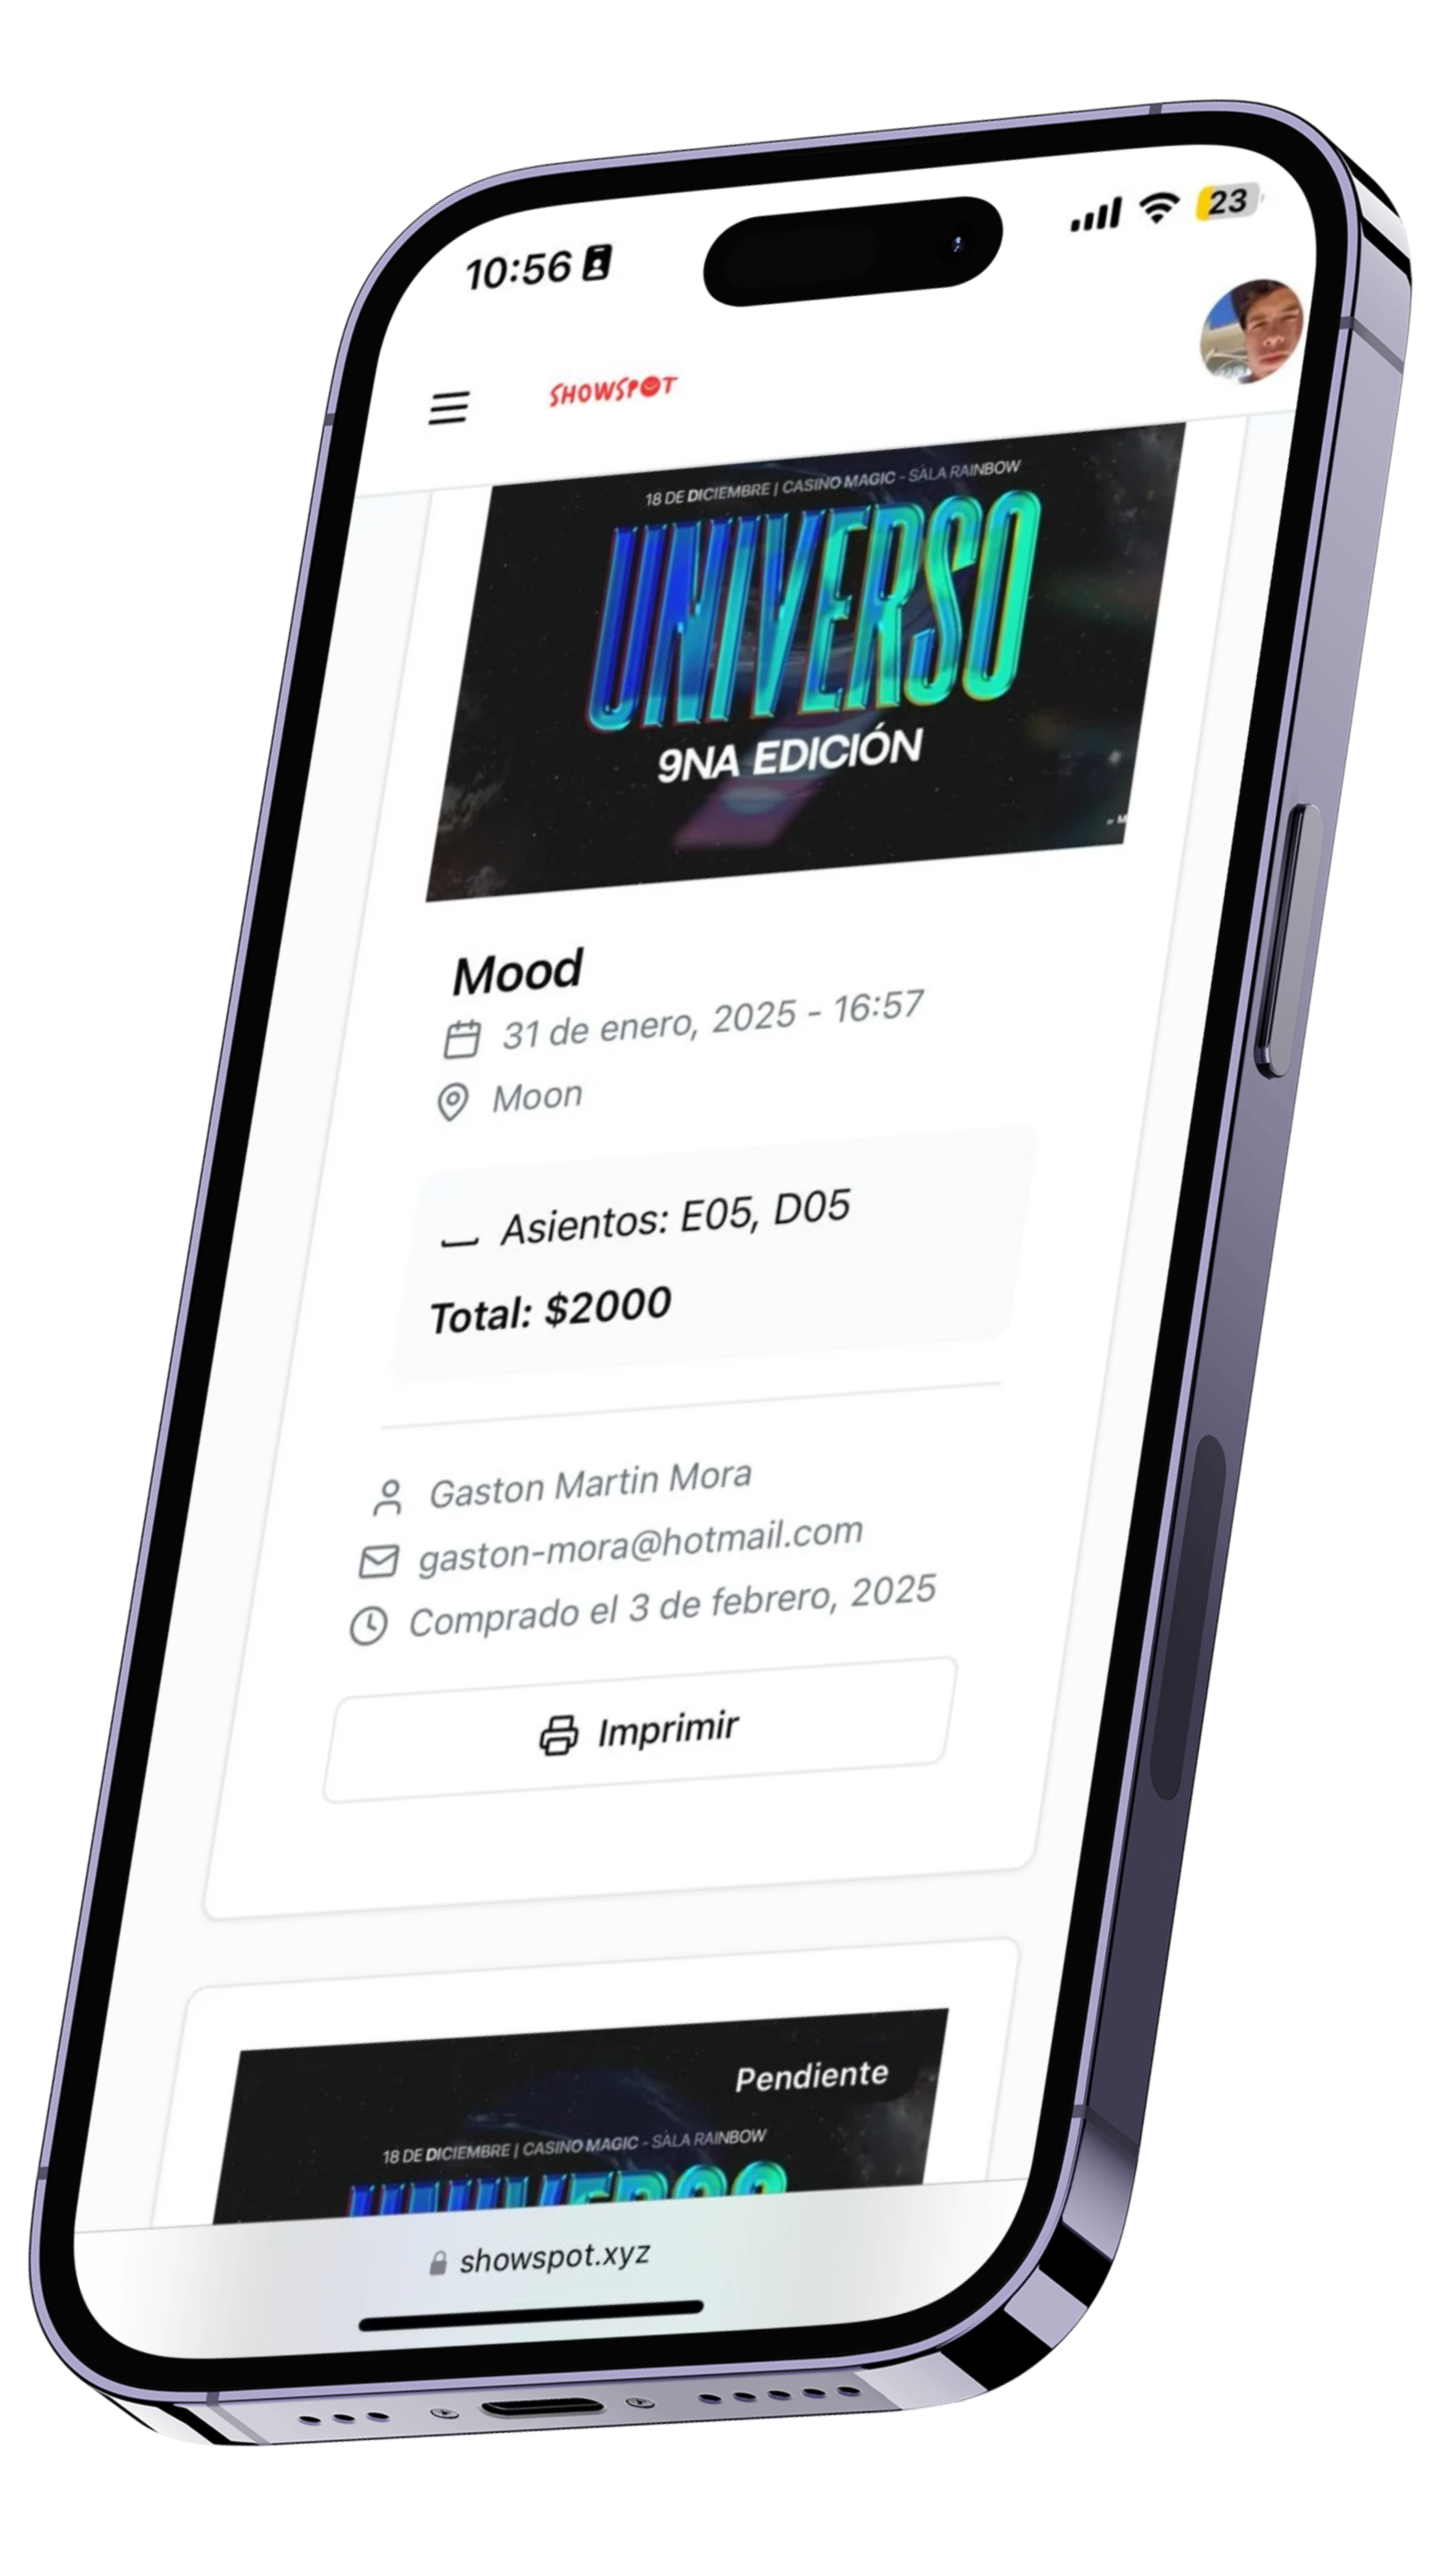 10:56
23
SHOWSPOT
18 DE DICIEMBRE | CASINO MAGIC - SALA RAINBOW
UNIVERSO
9NA EDICIÓN
Mood
31 de enero, 2025 - 16:57
Moon
Asientos: E05, D05
Total: $2000
Gaston Martin Mora
gaston-mora@hotmail.com
Comprado el 3 de febrero, 2025
Imprimir
Pendiente
18 DE DICIEMBRE | CASINO MAGIC - SALA RAINBOW
UNIVERSO
showspot.xyz